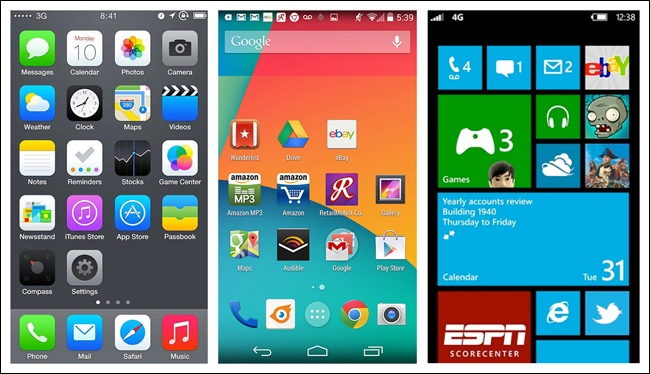 3G 8:41
Messages Calendar Photos Camera
Monday
10
Weather Clock Maps Videos
280
Notes Reminders Stocks Game Center
Newsstand iTunes Store App Store Passbook
Compass Settings
Phone Mail Safari Music
5:39
Google
Wunderlist Drive eBay
ebay
amazon amazon
MP3
Amazon MP3 Amazon RetailMeNot Co.. Gallery
Maps Audible Google Play Store
4G 12:38
4 1 2 ebay
3
Games
Yearly accounts review
Building 1940
Thursday to Friday
Calendar Tue 31
ESPN
SCORECENTER